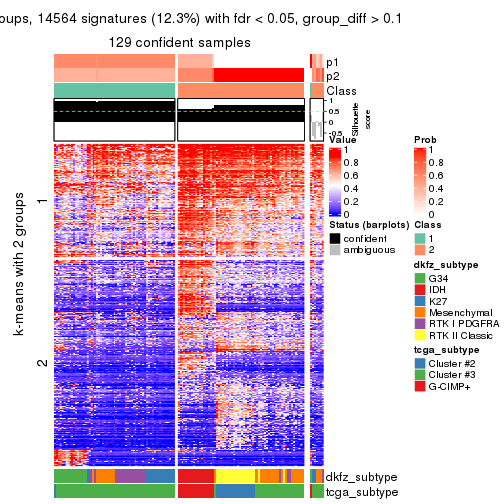 oups, 14564 signatures (12.3%) with fdr < 0.05, group_diff > 0.1
129 confident samples
p1
p2
Class
1
0.5
0
-0.5
Silhouette
score
k-means with 2 groups
1
2
Value
1
0.8
0.6
0.4
0.2
0
Prob
1
0.8
0.6
0.4
0.2
0
Status (barplots)
confident
ambiguous
Class
1
2
dkfz_subtype
G34
IDH
K27
Mesenchymal
RTK I PDGFRA
RTK II Classic
tcga_subtype
Cluster #2
Cluster #3
G-CIMP+
dkfz_subtype
tcga_subtype